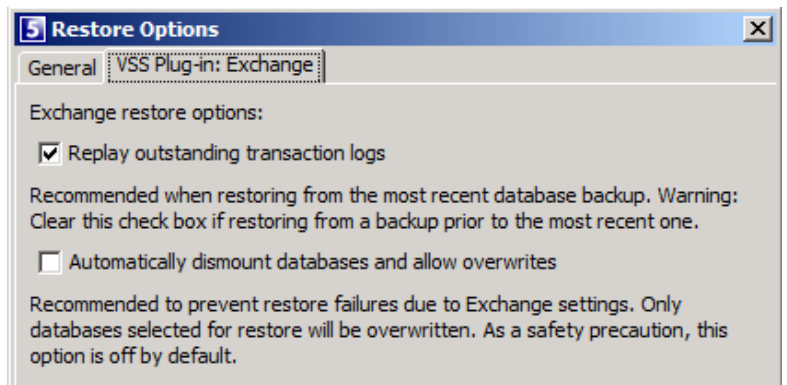 5 Restore Options
General VSS Plug-in: Exchange
Exchange restore options:
Replay outstanding transaction logs
Recommended when restoring from the most recent database backup. Warning:
Clear this check box if restoring from a backup prior to the most recent one.
Automatically dismount databases and allow overwrites
Recommended to prevent restore failures due to Exchange settings. Only
databases selected for restore will be overwritten. As a safety precaution, this
option is off by default.